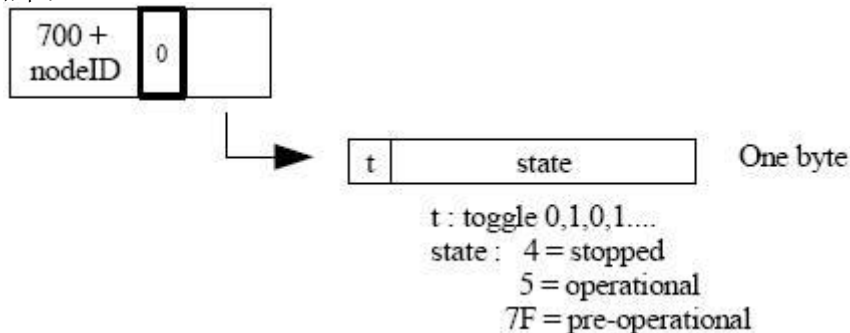 700 +
nodeID
0
t
state
One byte
t : toggle 0,1,0,1....
state : 4 = stopped
5 = operational
7F = pre-operational